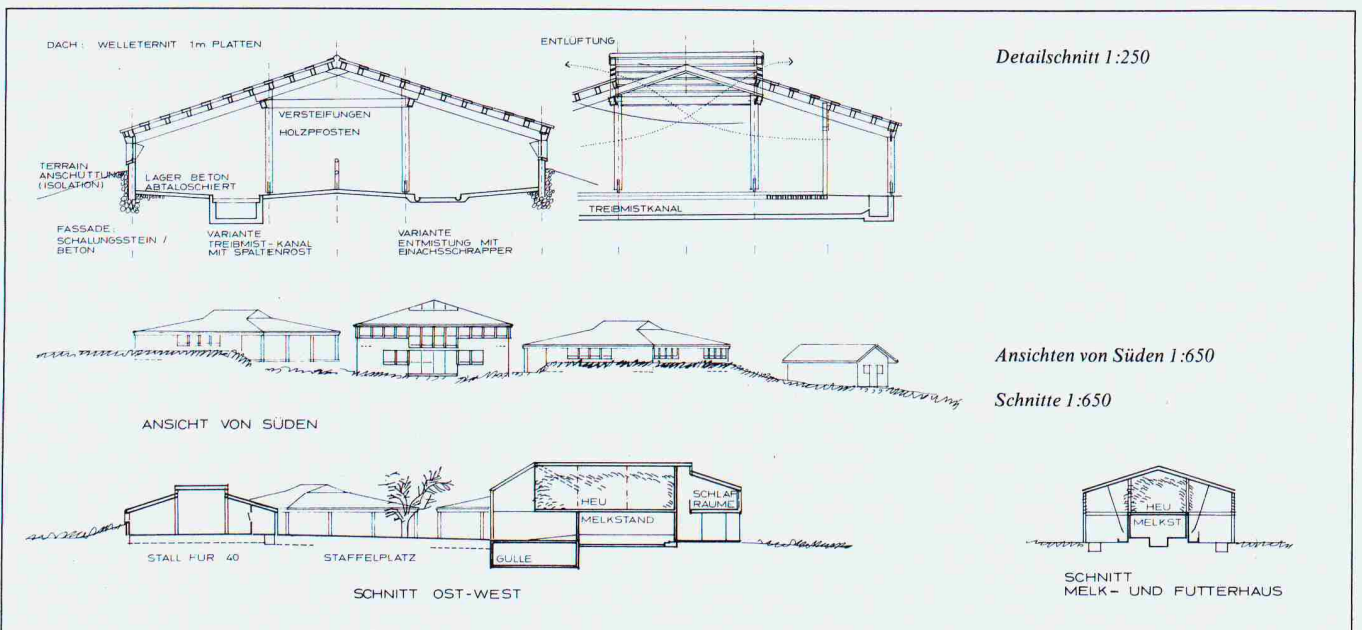 DACH: WELLETERNIT 1m PLATTEN
ENTLÜFTUNG
Detailschnitt 1:250
VERSTEIFUNGEN
HOLZPFOSTEN
TERRAIN
ANSCHÜTTUNG
(ISOLATION)
LAGER BETON
ABTALOSCHIERT
TREIBMISTKANAL
FASSADE:
SCHALUNGSSTEIN /
BETON
VARIANTE
TREIBMIST-KANAL
MIT SPALTENROST
VARIANTE
ENTMISTUNG MIT
EINACHSSCHRAPPER
Ansichten von Süden 1:650
Schnitte 1:650
ANSICHT VON SÜDEN
HEU
SCHLAF
RÄUME
MELKSTAND
STALL FÜR 40
STAFFELPLATZ
GÜLLE
SCHNITT OST-WEST
HEU
MELKST
SCHNITT
MELK- UND FUTTERHAUS